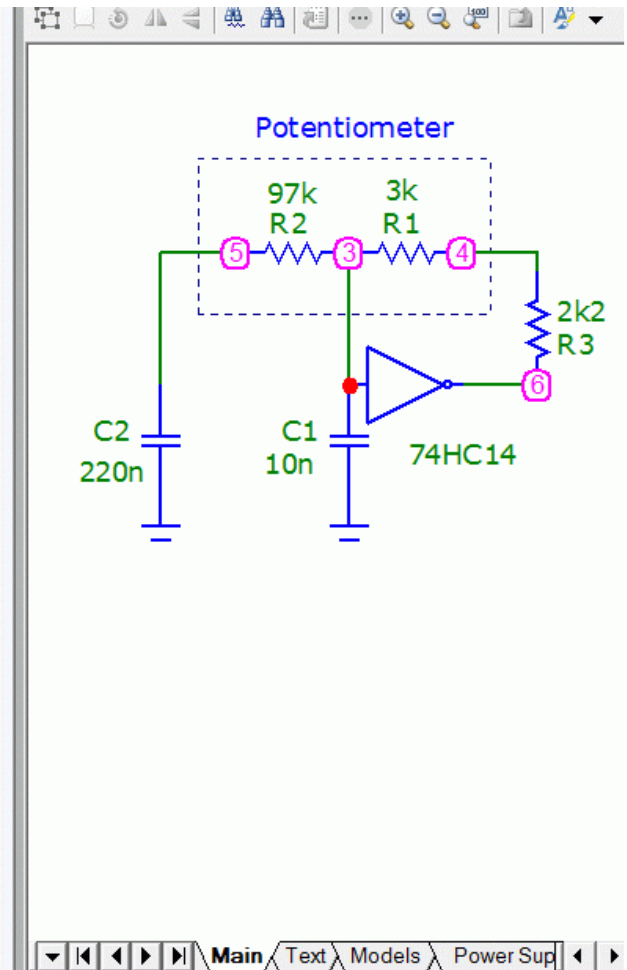 100
Potentiometer
97k 3k
R2 R1
5 3 4
2k2
R3
6
C2 C1
220n 10n 74HC14
Main Text Models Power Sup